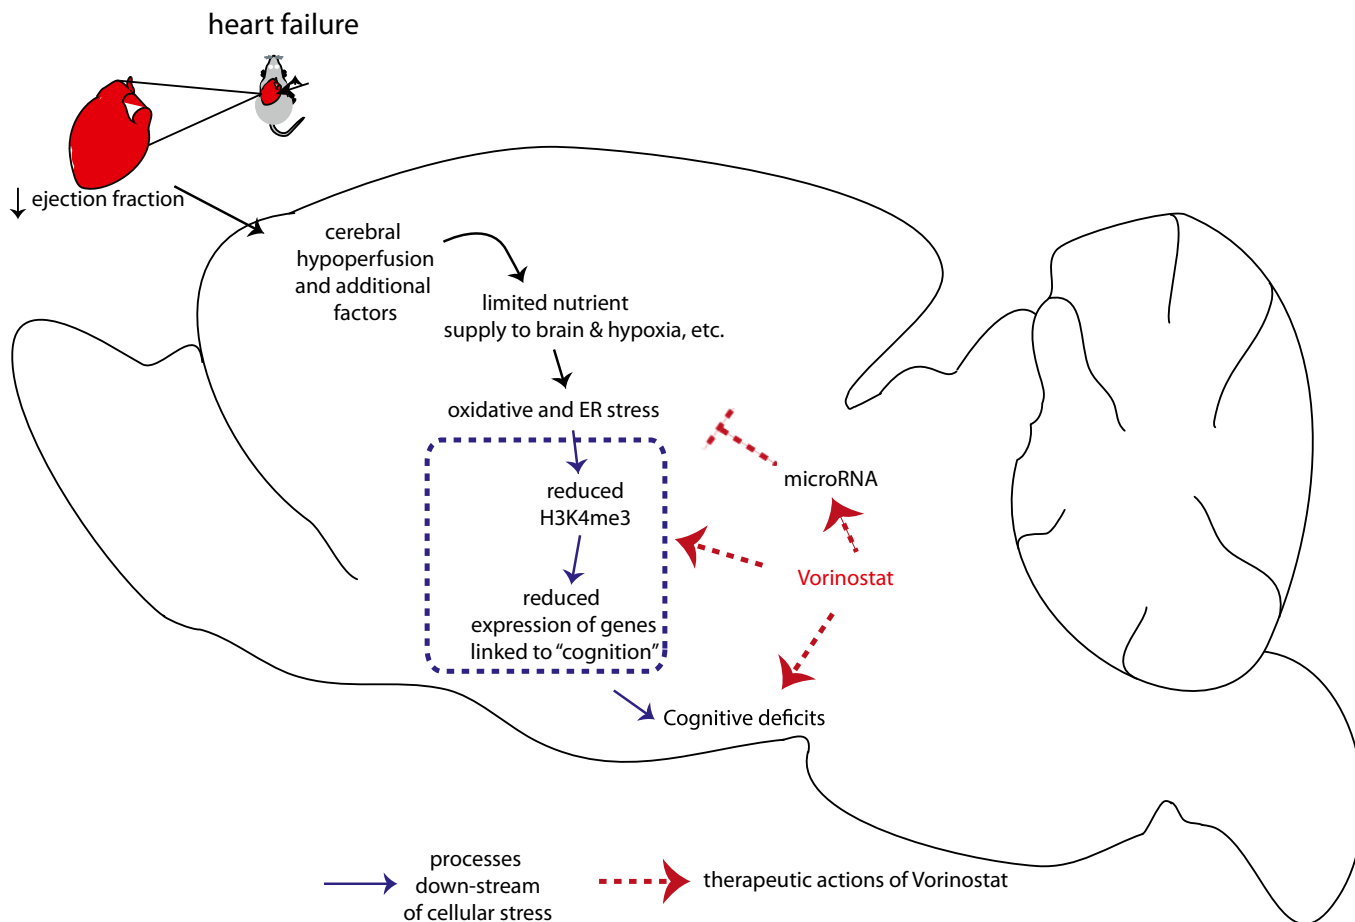 heart failure
↓ ejection fraction
cerebral
hypoperfusion
and additional
factors
limited nutrient
supply to brain & hypoxia, etc.
oxidative and ER stress
microRNA
reduced
H3K4me3
Vorinostat
reduced
expression of genes
linked to “cognition”
Cognitive deficits
processes
down-stream
of cellular stress
therapeutic actions of Vorinostat